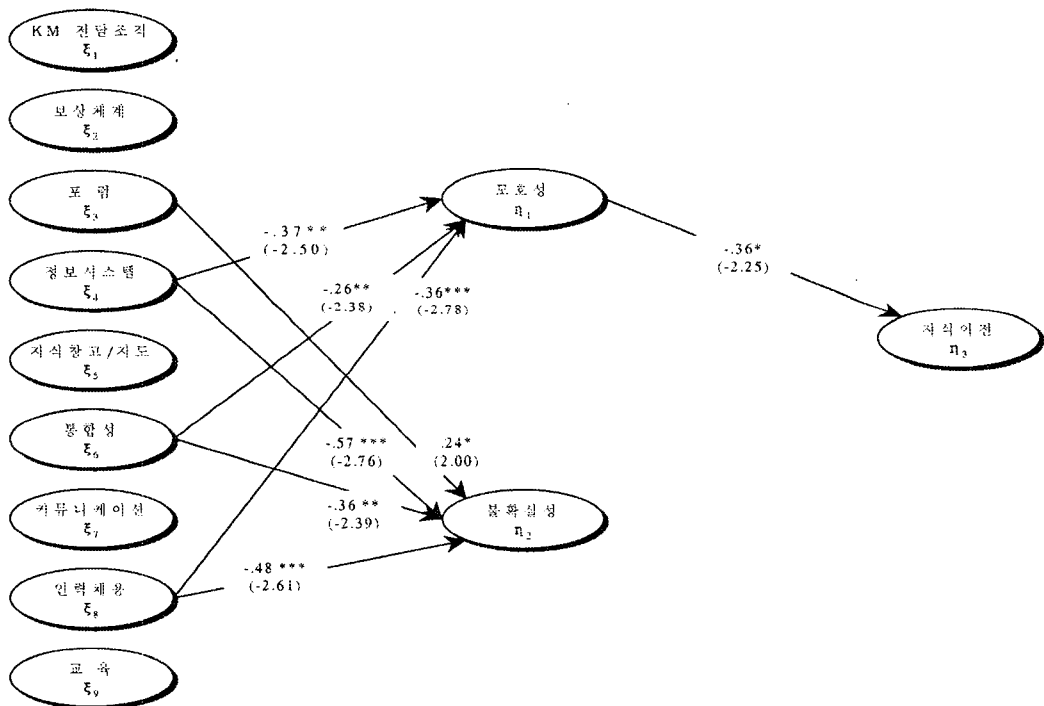 KM 전담조직
ξ1
보상체계
ξ2
포 럼
ξ3
정보시스템
ξ4
지식창고/지도
ξ5
통합성
ξ6
커뮤니케이션
ξ7
인력채용
ξ8
교 육
ξ9
모호성
η1
불확실성
η2
지식이전
η3
-.37**
(-2.50)
-.26**
(-2.38)
-.36***
(-2.78)
-.36*
(-2.25)
-.57***
(-2.76)
.24*
(2.00)
-.36**
(-2.39)
-.48***
(-2.61)